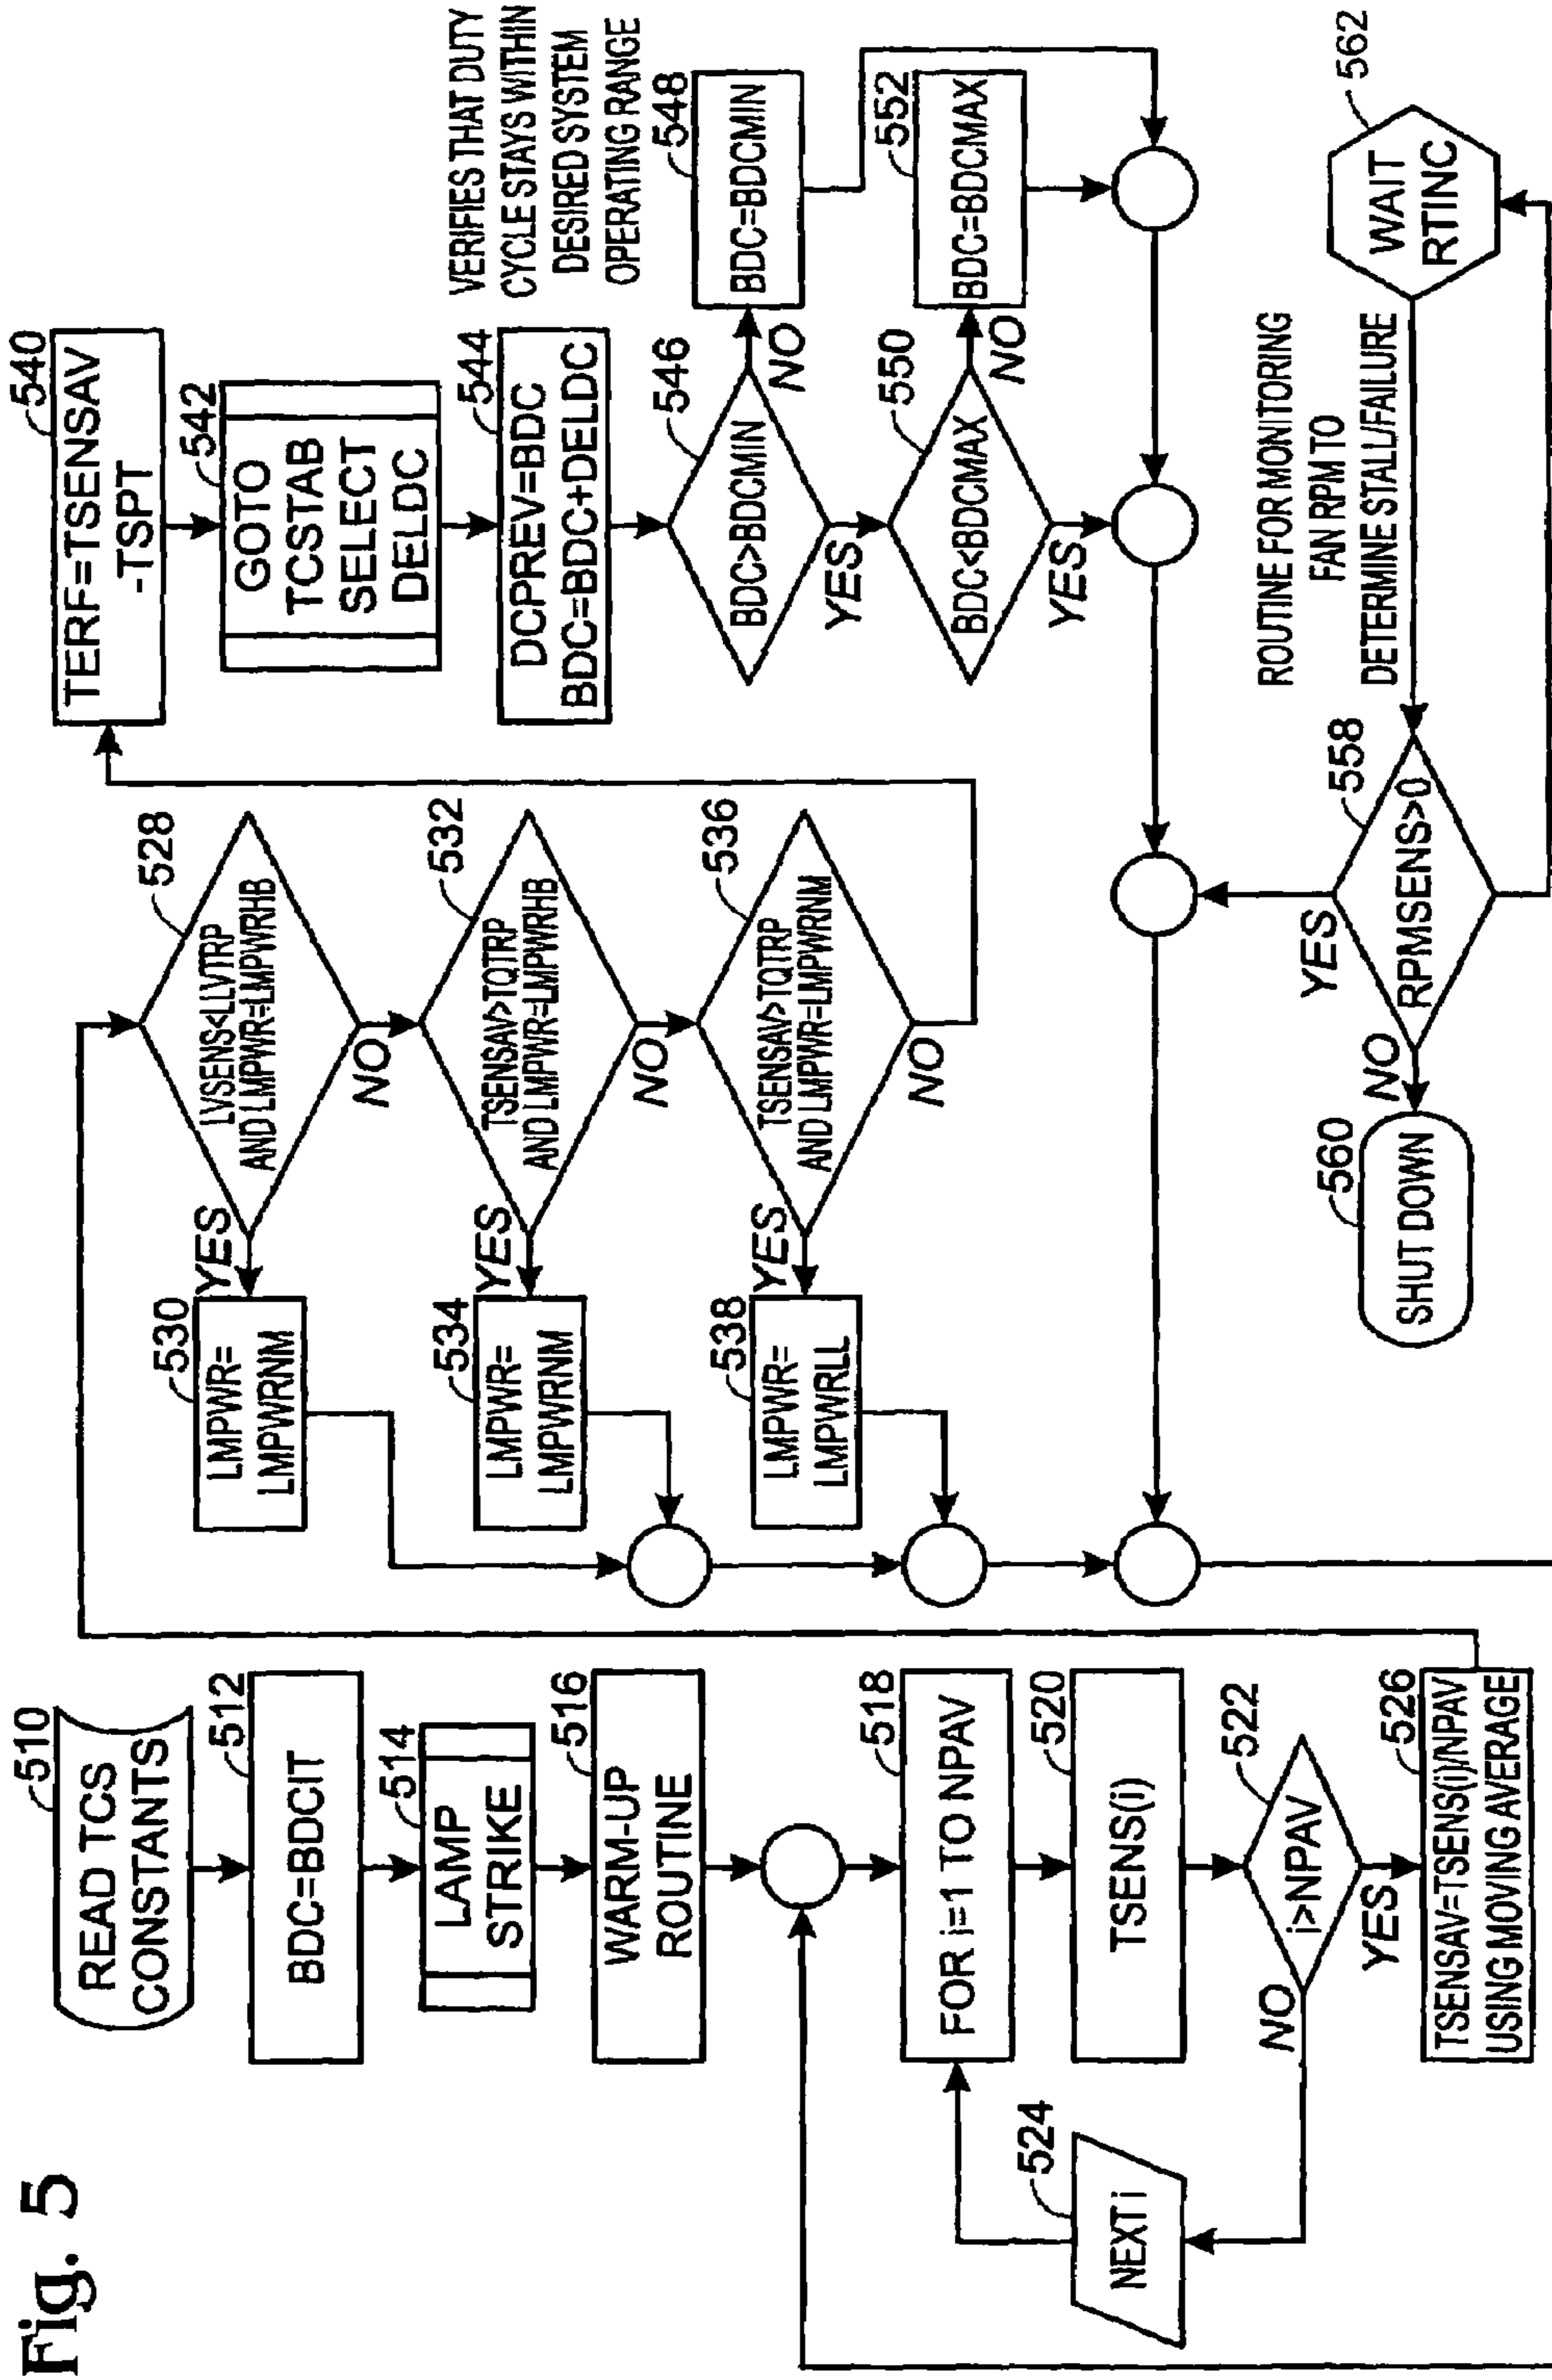 Fig. 5
510
READ TCS
CONSTANTS
512
BDC=BDCIT
514
LAMP
STRIKE
516
WARM-UP
ROUTINE
518
FOR i=1 TO NPAV
520
TSENS(i)
522
i>NPAV
NO
YES
524
NEXT i
526
TSENSAV=TSENS(i)/NPAV
USING MOVING AVERAGE
528
LVSENS<LLVTRP
AND LMPWR=LMPWRHB
YES
NO
530
LMPWR=
LMPWRNM
532
TSENSAV>TQTRP
AND LMPWR=LMPWRHB
YES
NO
534
LMPWR=
LMPWRNM
536
TSENSAV>TQTRP
AND LMPWR=LMPWRNM
YES
NO
538
LMPWR=
LMPWRLL
540
TERF=TSENSAV
-TSPT
542
GOTO
TCSTAB
SELECT
DELDC
544
DCPREV=BDC
BDC=BDC+DELDC
546
BDC>BDCMIN
NO
YES
VERIFIES THAT DUTY
CYCLE STAYS WITHIN
DESIRED SYSTEM
OPERATING RANGE
548
BDC=BDCMIN
550
BDC<BDCMAX
NO
YES
552
BDC=BDCMAX
ROUTINE FOR MONITORING
FAN RPM TO
DETERMINE STALL/FAILURE
558
RPMSENS>0
YES
NO
560
SHUT DOWN
562
WAIT
RTINC